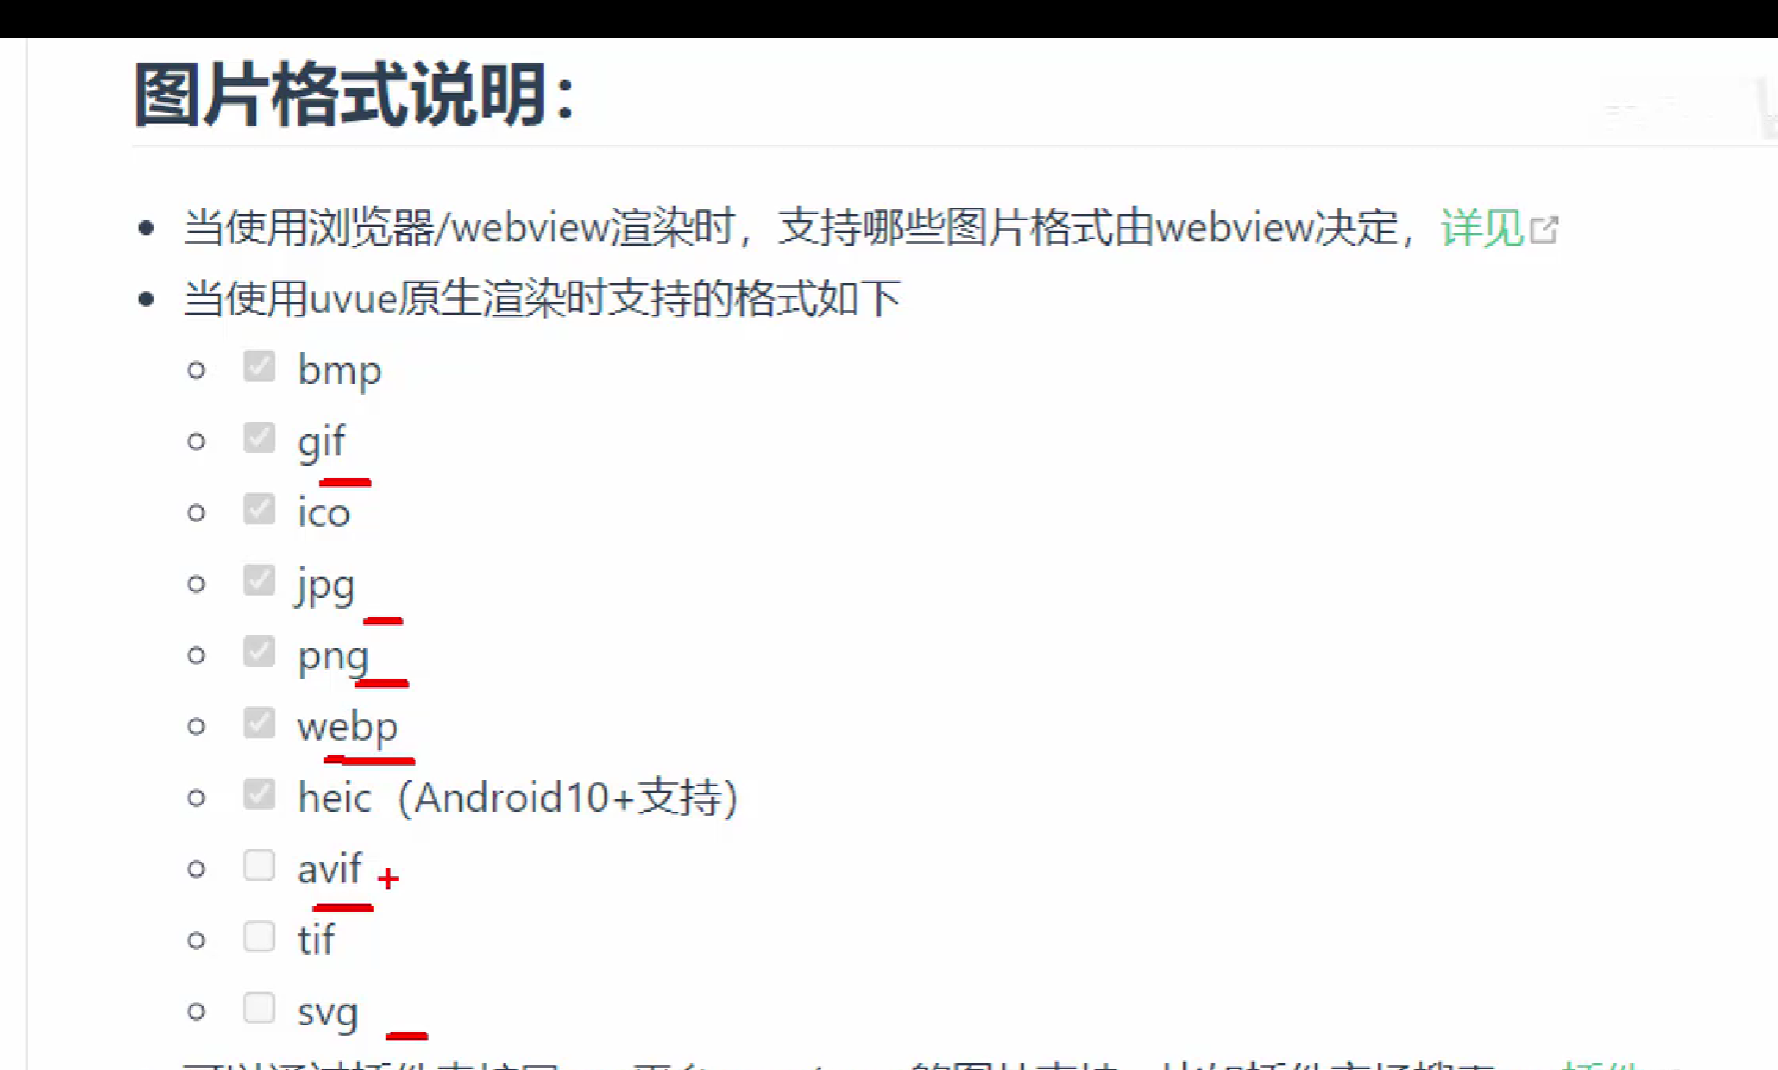 图片格式说明：
当使用浏览器/webview渲染时，支持哪些图片格式由webview决定，详见
当使用uvue原生渲染时支持的格式如下
bmp
gif
ico
jpg
png
webp
heic（Android10+支持）
avif
tif
svg